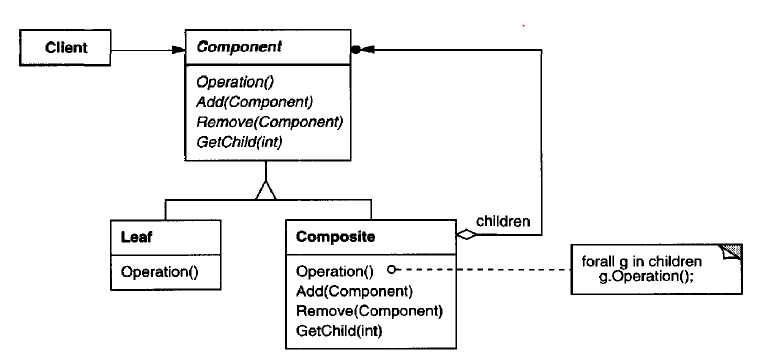 Client
Component
Operation()
Add(Component)
Remove(Component)
GetChild(int)
Leaf
Operation()
Composite
Operation()
Add(Component)
Remove(Component)
GetChild(int)
children
forall g in children
g.Operation();